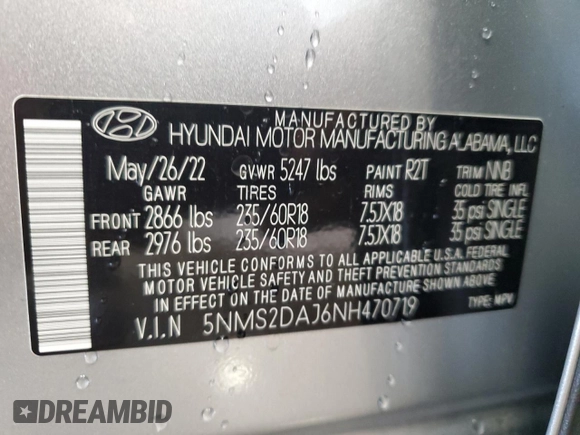 MANUFACTURED BY
HYUNDAI MOTOR MANUFACTURING ALABAMA, LLC
May/26/22 GVWR 5247 lbs PAINT R2T TRIM NNB
GAWR TIRES RIMS COLD TIRE INFL
FRONT 2866 lbs 235/60R18 7.5JX18 35 psi SINGLE
REAR 2976 lbs 235/60R18 7.5JX18 35 psi SINGLE
THIS VEHICLE CONFORMS TO ALL APPLICABLE U.S.A. FEDERAL
MOTOR VEHICLE SAFETY AND THEFT PREVENTION STANDARDS
IN EFFECT ON THE DATE OF MANUFACTURE SHOWN ABOVE
V.I.N 5NMS2DAJ6NH470719 TYPE: MPV
DREAMBID